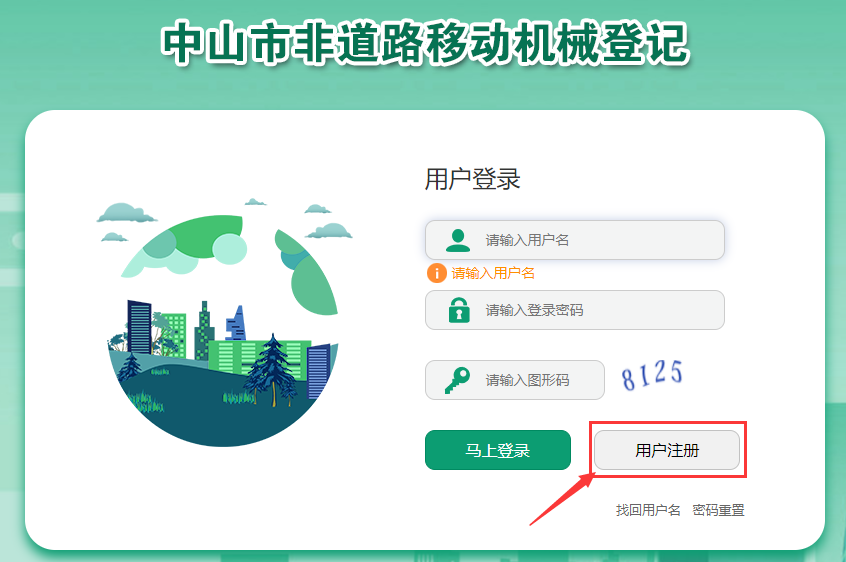 中山市非道路移动机械登记
用户登录
请输入用户名
请输入用户名
请输入登录密码
请输入图形码
8125
马上登录
用户注册
找回用户名 密码重置